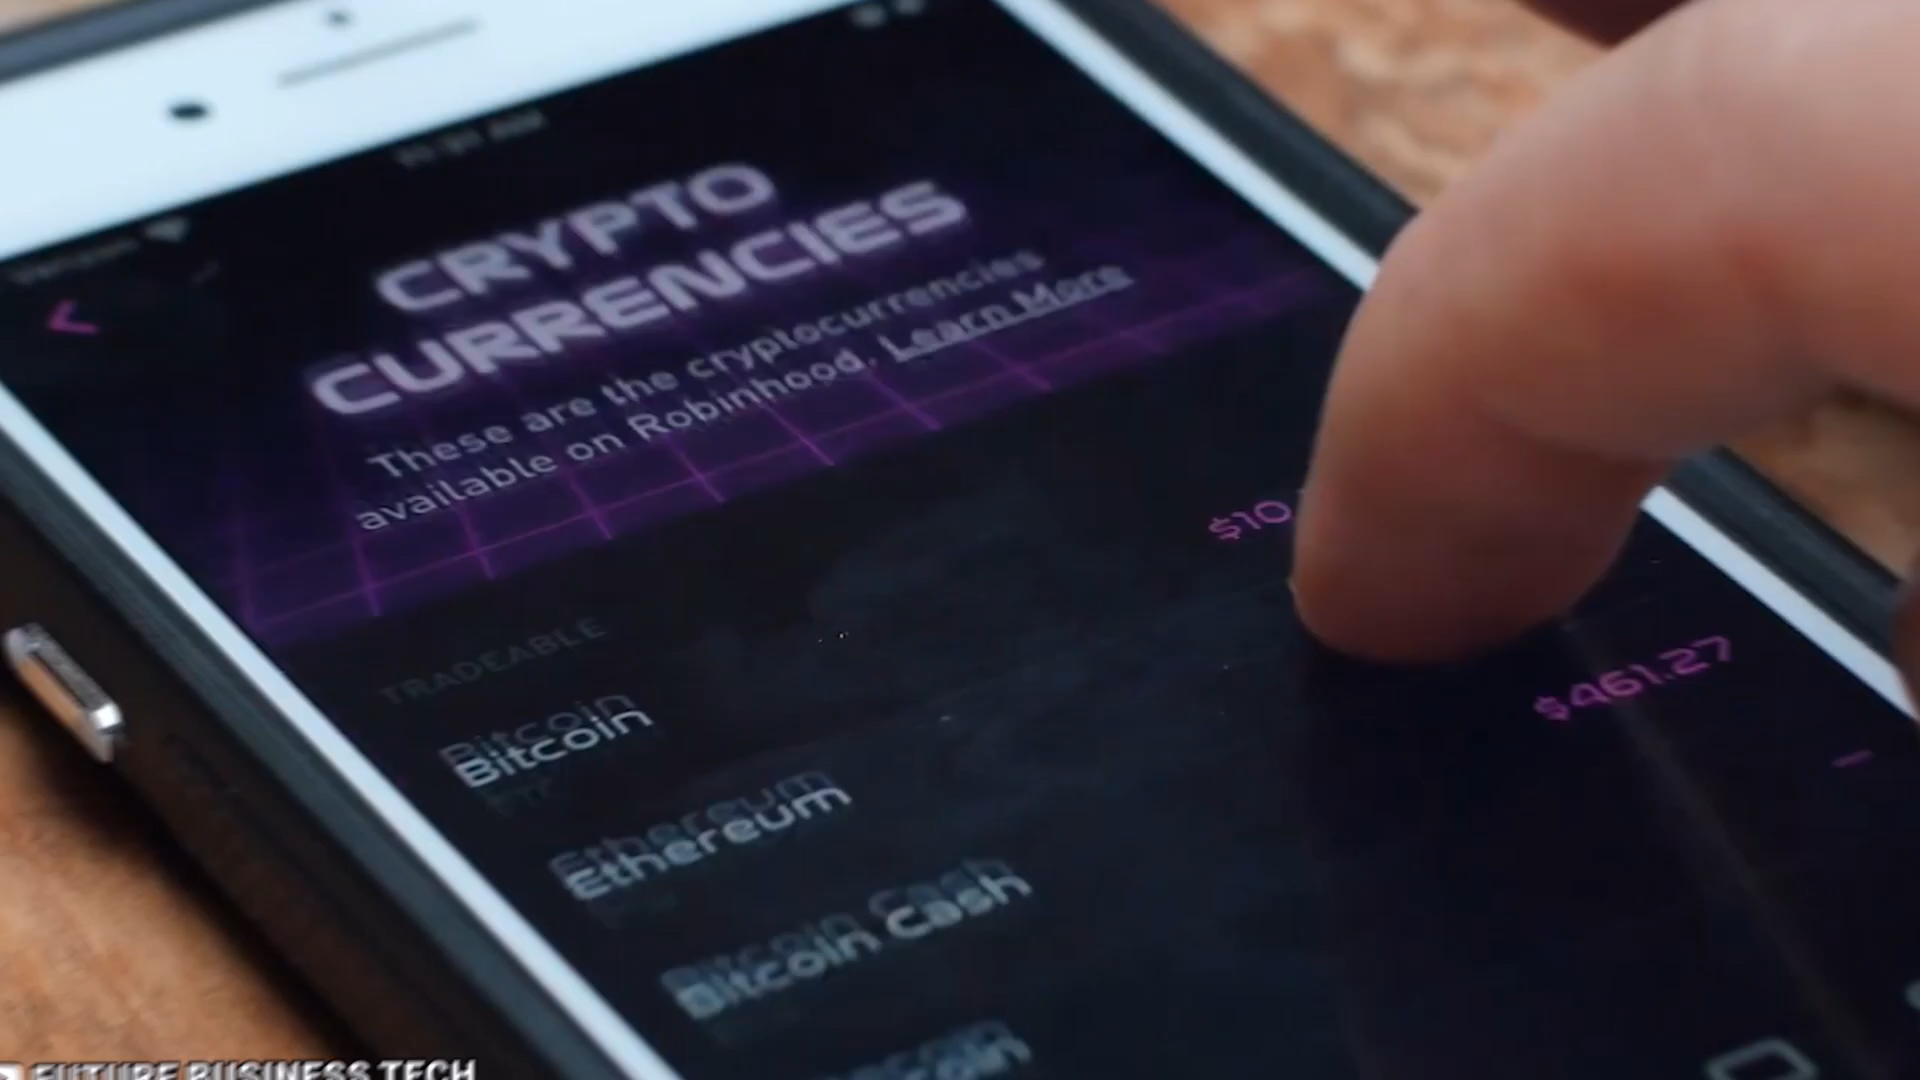 CRYPTO
CURRENCIES
These are the cryptocurrencies
available on Robinhood. Learn More
TRADEABLE
Bitcoin
Ethereum
$461.27
Bitcoin Cash
FUTURE BUSINESS TECH